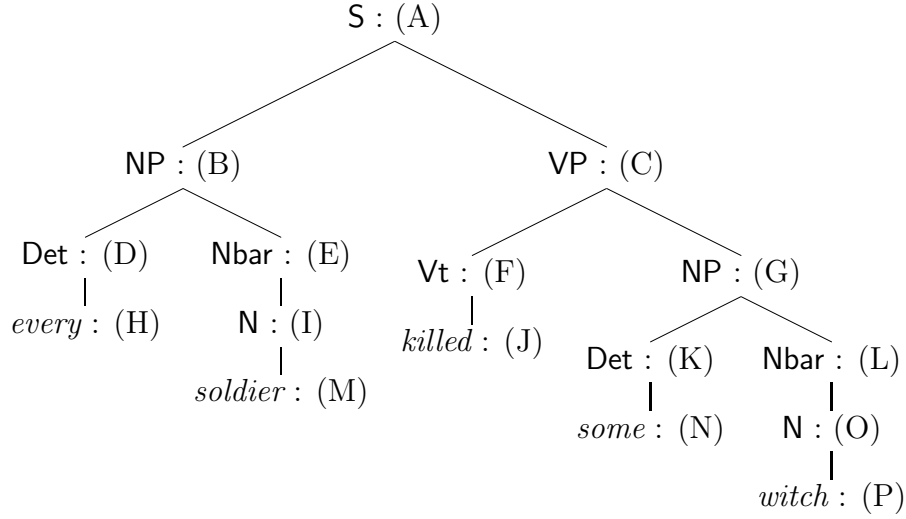 S : (A)
NP : (B) VP : (C)
Det : (D) Nbar : (E) Vt : (F) NP : (G)
every : (H) N : (I) killed : (J)
Det : (K) Nbar : (L)
soldier : (M)
some : (N) N : (O)
witch : (P)